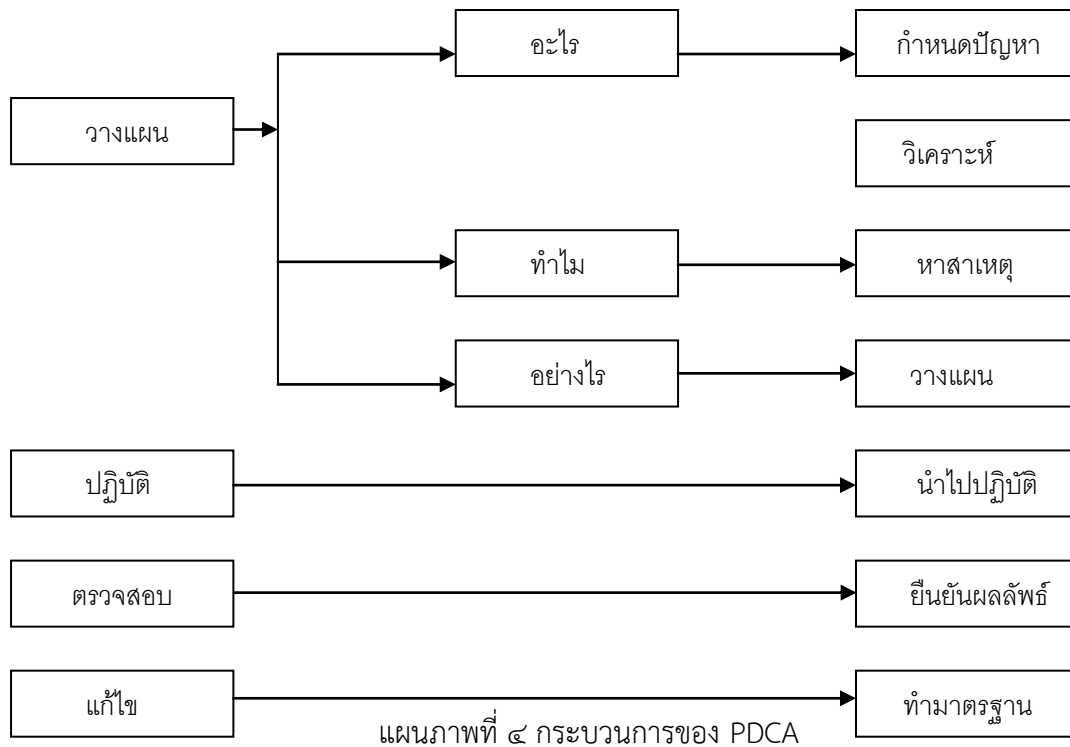 อะไร
กำหนดปัญหา
วางแผน
วิเคราะห์
ทำไม
หาสาเหตุ
อย่างไร
วางแผน
ปฏิบัติ
นำไปปฏิบัติ
ตรวจสอบ
ยืนยันผลลัพธ์
แก้ไข
ทำมาตรฐาน
แผนภาพที่ ๔ กระบวนการของ PDCA